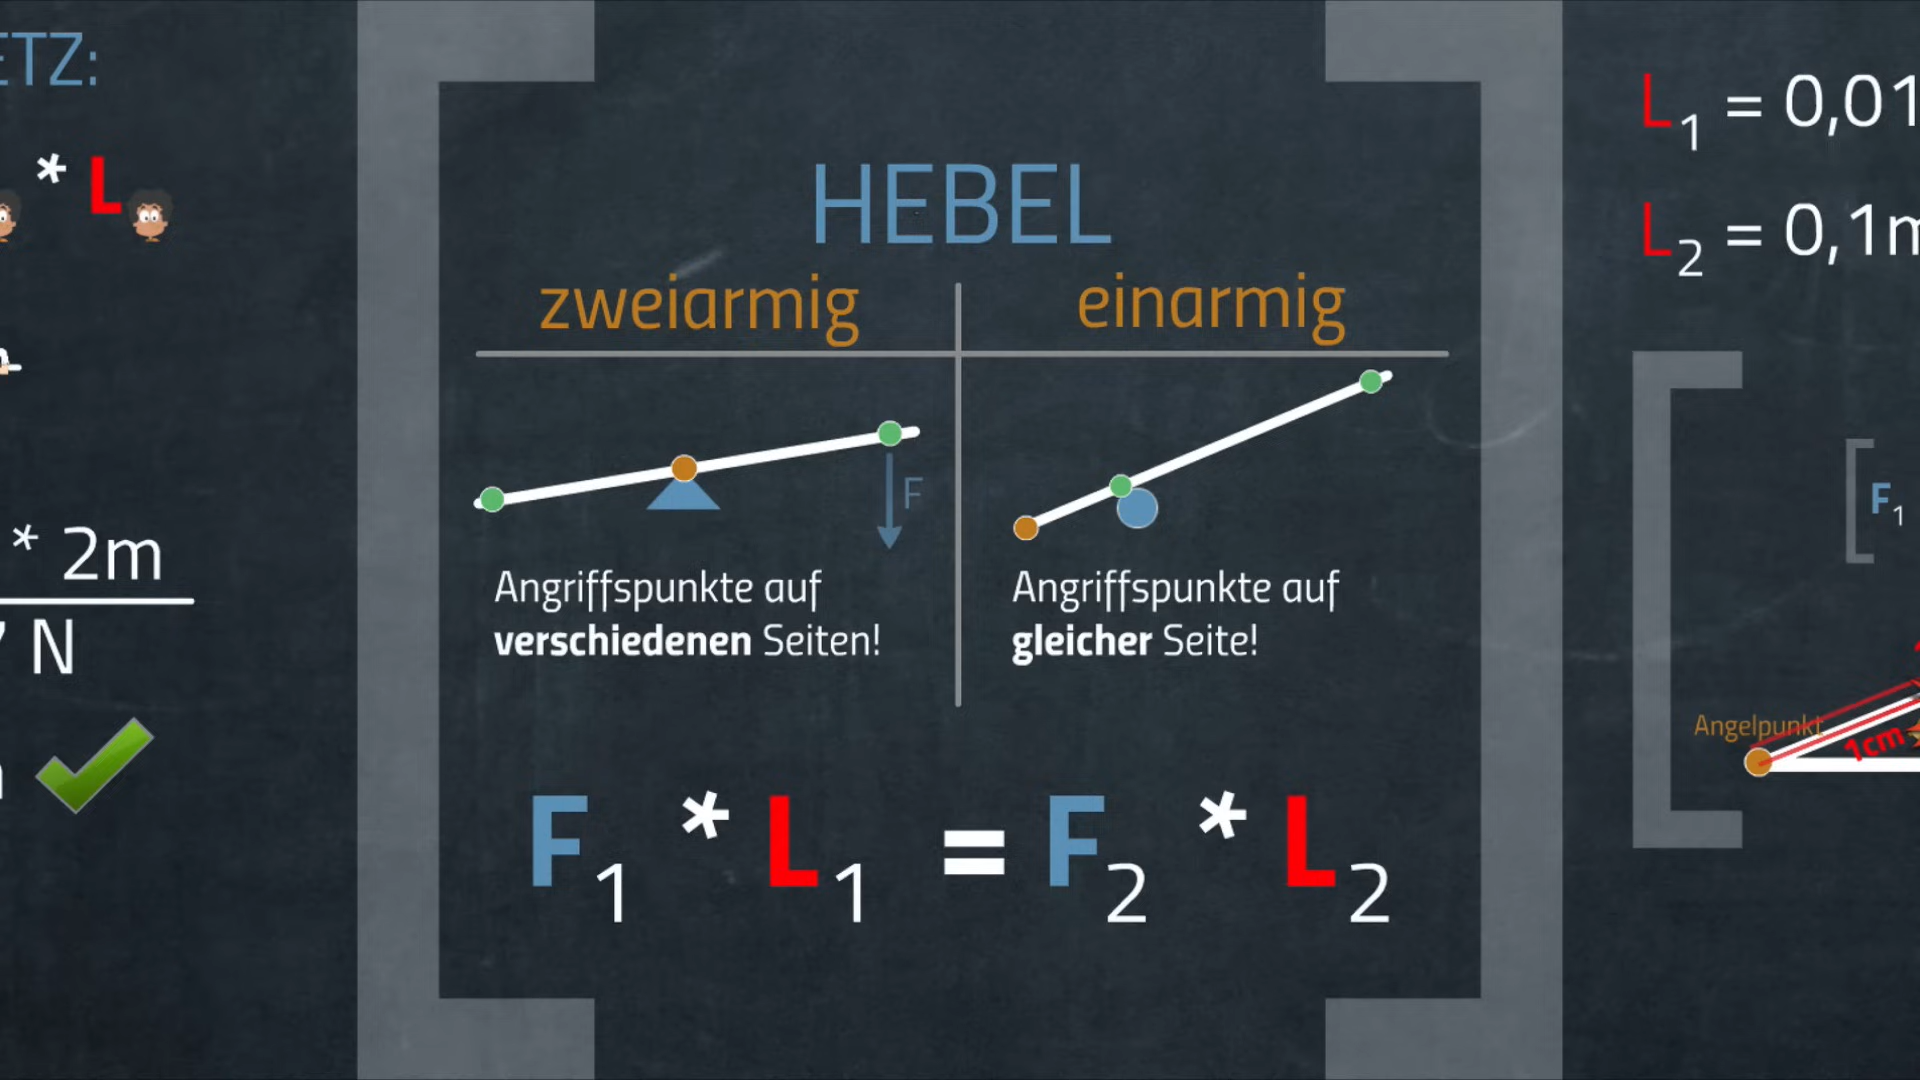 ETZ:
* L
* 2m
N
HEBEL
zweiarmig
einarmig
F
Angriffspunkte auf
verschiedenen Seiten!
Angriffspunkte auf
gleicher Seite!
F1 * L1 = F2 * L2
L1 = 0,01
L2 = 0,1m
F1
Angelpunkt
1cm